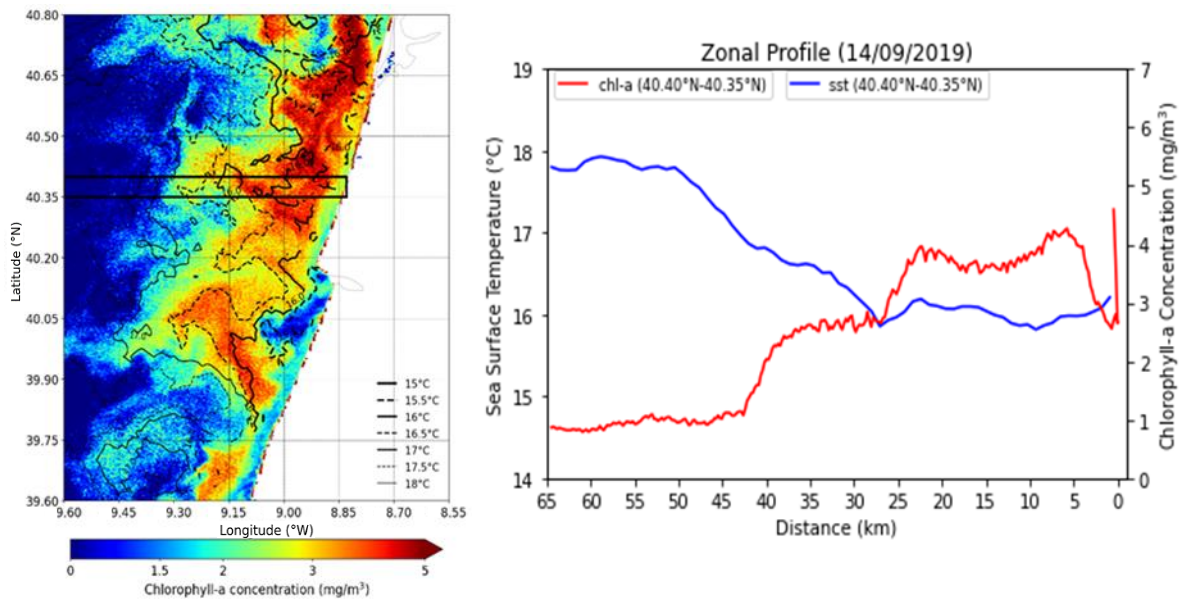 40.80
40.65
40.50
40.35
40.20
40.05
39.90
39.75
39.60
Latitude (°N)
16.0
15°C
15.5°C
16°C
16.5°C
17°C
17.5°C
18°C
9.60 9.45 9.30 9.15 9.00 8.85 8.70 8.55
Longitude (°W)
0 1.5 2 3 5
Chlorophyll-a concentration (mg/m³)
Zonal Profile (14/09/2019)
chl-a (40.40°N-40.35°N) sst (40.40°N-40.35°N)
19
18
17
16
15
14
Sea Surface Temperature (°C)
7
6
5
4
3
2
1
0
Chlorophyll-a Concentration (mg/m³)
65 60 55 50 45 40 35 30 25 20 15 10 5 0
Distance (km)